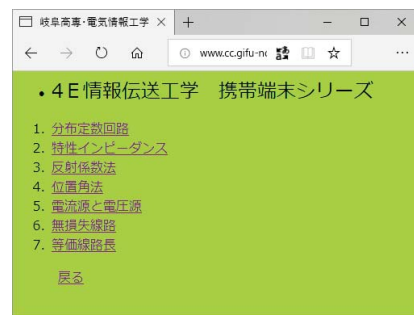 岐阜高専・電気情報工学
www.cc.gifu-nc
・4E情報伝送工学　携帯端末シリーズ
1. 分布定数回路
2. 特性インピーダンス
3. 反射係数法
4. 位置角法
5. 電流源と電圧源
6. 無損失線路
7. 等価線路長
戻る